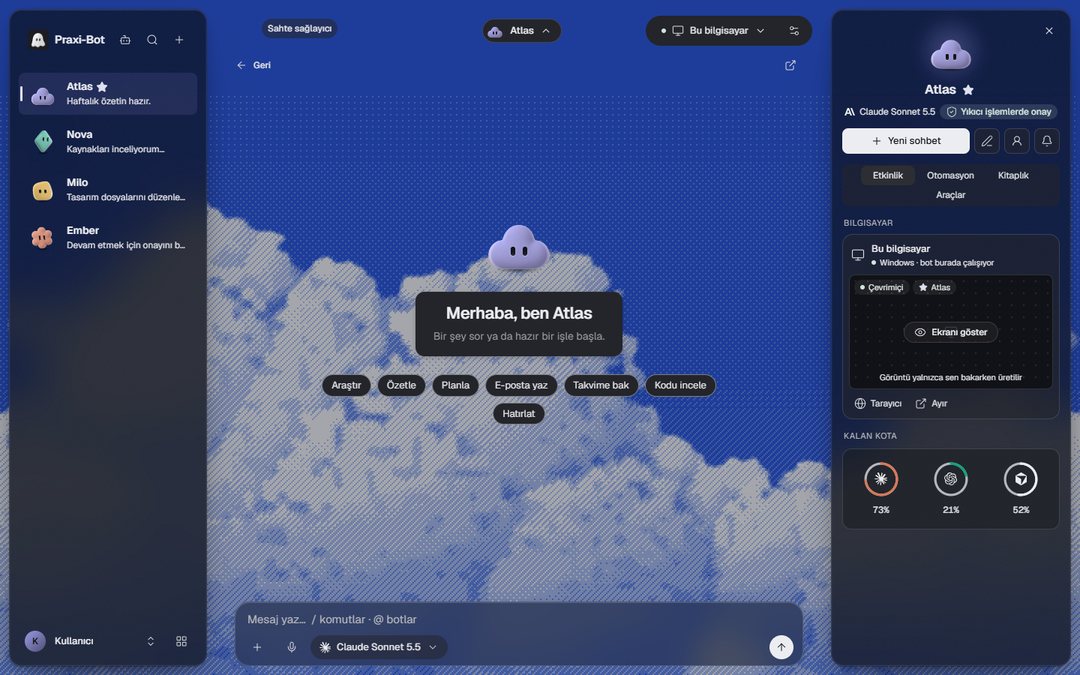 Praxi-Bot
Atlas
Haftalık özetin hazır.
Nova
Kaynakları inceliyorum...
Milo
Tasarım dosyalarını düzenle...
Ember
Devam etmek için onayını b...
K Kullanıcı
Sahte sağlayıcı
Atlas
Bu bilgisayar
Geri
Merhaba, ben Atlas
Bir şey sor ya da hazır bir işle başla.
Araştır Özetle Planla E-posta yaz Takvime bak Kodu incele
Hatırlat
Mesaj yaz... / komutlar · @ botlar
Claude Sonnet 5.5
Atlas
Claude Sonnet 5.5 Yıkıcı işlemlerde onay
Yeni sohbet
Etkinlik Otomasyon Kitaplık
Araçlar
BILGISAYAR
Bu bilgisayar
Windows · bot burada çalışıyor
Çevrimiçi Atlas
Ekranı göster
Görüntü yalnızca sen bakarken üretilir
Tarayıcı Ayır
KALAN KOTA
73% 21% 52%